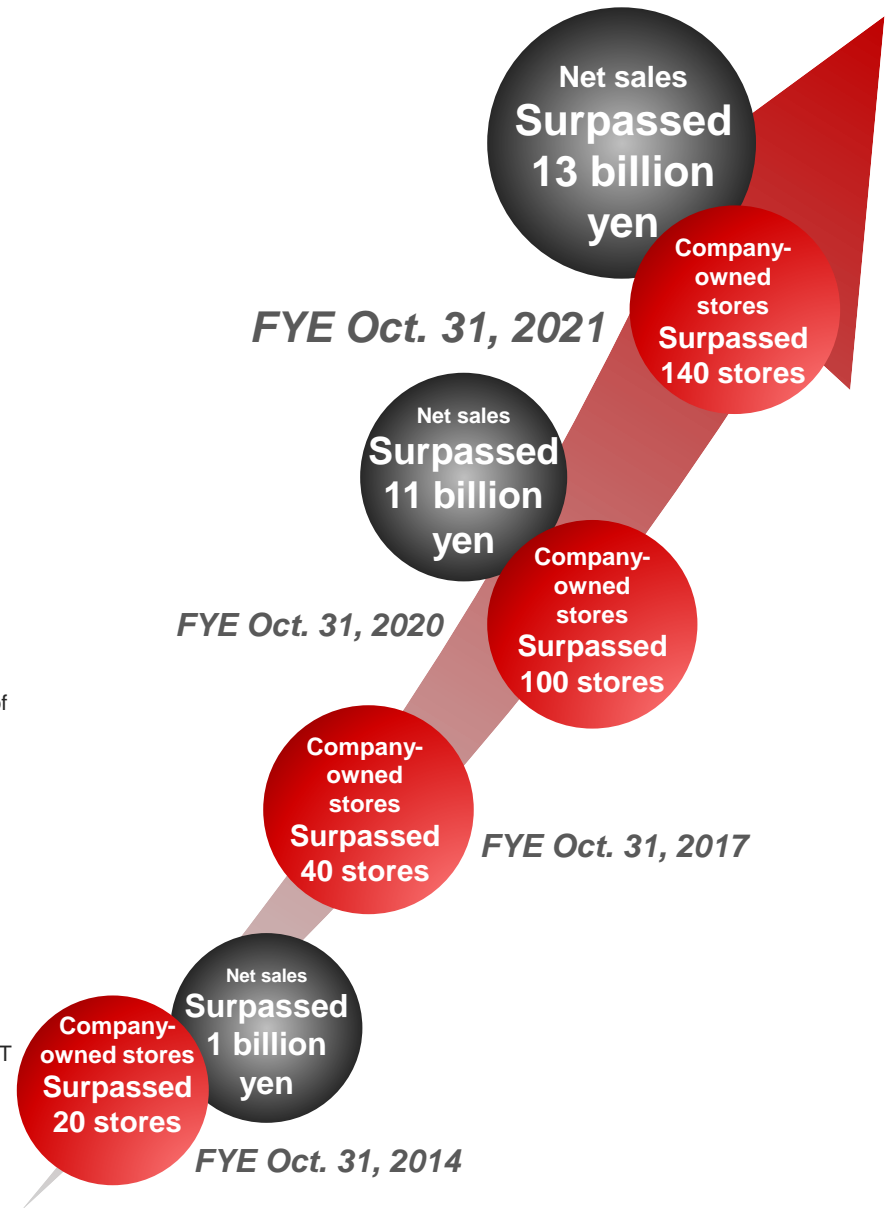 Net sales
Surpassed
13 billion
yen
Company-
owned
stores
Surpassed
140 stores
FYE Oct. 31, 2021
Net sales
Surpassed
11 billion
yen
Company-
owned
stores
Surpassed
100 stores
FYE Oct. 31, 2020
of
Company-
owned
stores
Surpassed
40 stores
FYE Oct. 31, 2017
Net sales
Surpassed
1 billion
yen
T
Company-
owned stores
Surpassed
20 stores
FYE Oct. 31, 2014